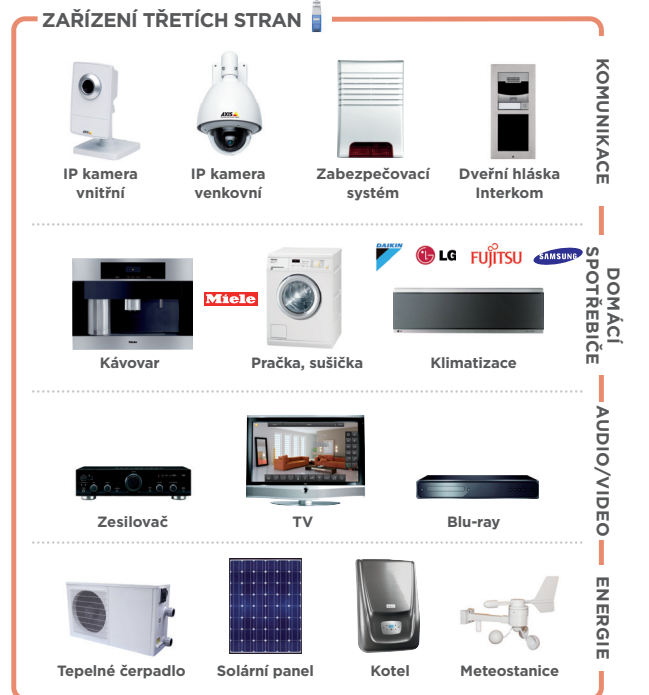 ZAŘÍZENÍ TŘETÍCH STRAN
KOMUNIKACE
AXIS
IP kamera
vnitřní
IP kamera
venkovní
Zabezpečovací
systém
Dveřní hláska
Interkom
DOMÁCÍ
SPOTŘEBIČE
DAIKIN
LG
FUJITSU
SAMSUNG
Miele
Kávovar
Pračka, sušička
Klimatizace
AUDIO/VIDEO
Zesilovač
TV
Blu-ray
ENERGIE
Tepelné čerpadlo
Solární panel
Kotel
Meteostanice